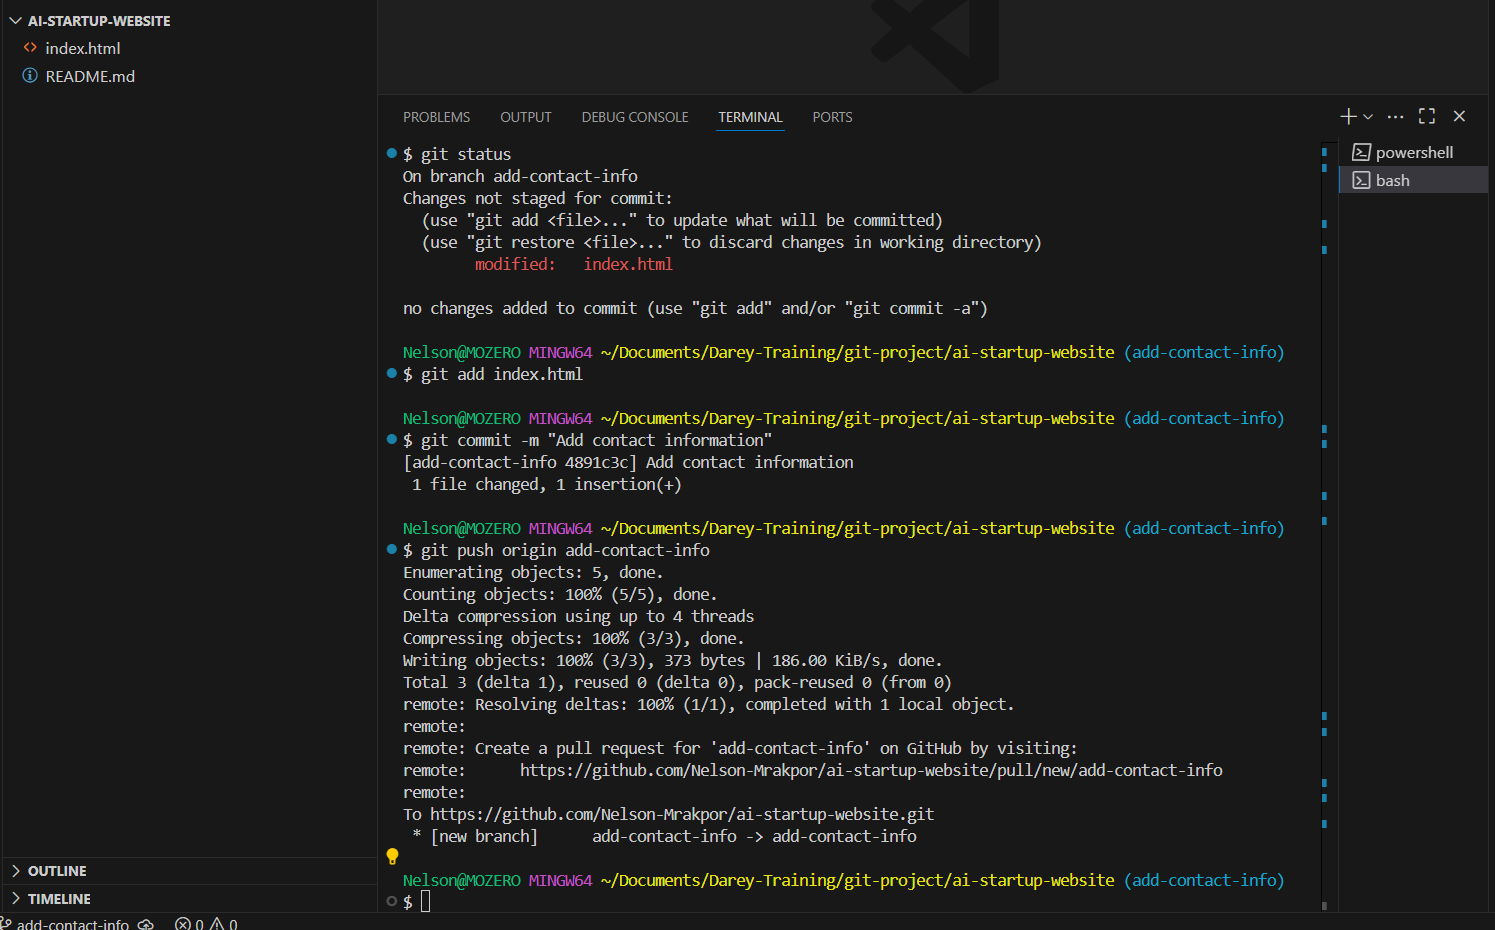 AI-STARTUP-WEBSITE
index.html
README.md
PROBLEMS OUTPUT DEBUG CONSOLE TERMINAL PORTS
powershell
bash
$ git status
On branch add-contact-info
Changes not staged for commit:
  (use "git add <file>..." to update what will be committed)
  (use "git restore <file>..." to discard changes in working directory)
        modified:   index.html

no changes added to commit (use "git add" and/or "git commit -a")

Nelson@MOZERO MINGW64 ~/Documents/Darey-Training/git-project/ai-startup-website (add-contact-info)
$ git add index.html

Nelson@MOZERO MINGW64 ~/Documents/Darey-Training/git-project/ai-startup-website (add-contact-info)
$ git commit -m "Add contact information"
[add-contact-info 4891c3c] Add contact information
 1 file changed, 1 insertion(+)

Nelson@MOZERO MINGW64 ~/Documents/Darey-Training/git-project/ai-startup-website (add-contact-info)
$ git push origin add-contact-info
Enumerating objects: 5, done.
Counting objects: 100% (5/5), done.
Delta compression using up to 4 threads
Compressing objects: 100% (3/3), done.
Writing objects: 100% (3/3), 373 bytes | 186.00 KiB/s, done.
Total 3 (delta 1), reused 0 (delta 0), pack-reused 0 (from 0)
remote: Resolving deltas: 100% (1/1), completed with 1 local object.
remote:
remote: Create a pull request for 'add-contact-info' on GitHub by visiting:
remote:      https://github.com/Nelson-Mrakpor/ai-startup-website/pull/new/add-contact-info
remote:
To https://github.com/Nelson-Mrakpor/ai-startup-website.git
 * [new branch]      add-contact-info -> add-contact-info

Nelson@MOZERO MINGW64 ~/Documents/Darey-Training/git-project/ai-startup-website (add-contact-info)
$
OUTLINE
TIMELINE
add-contact-info 0 0